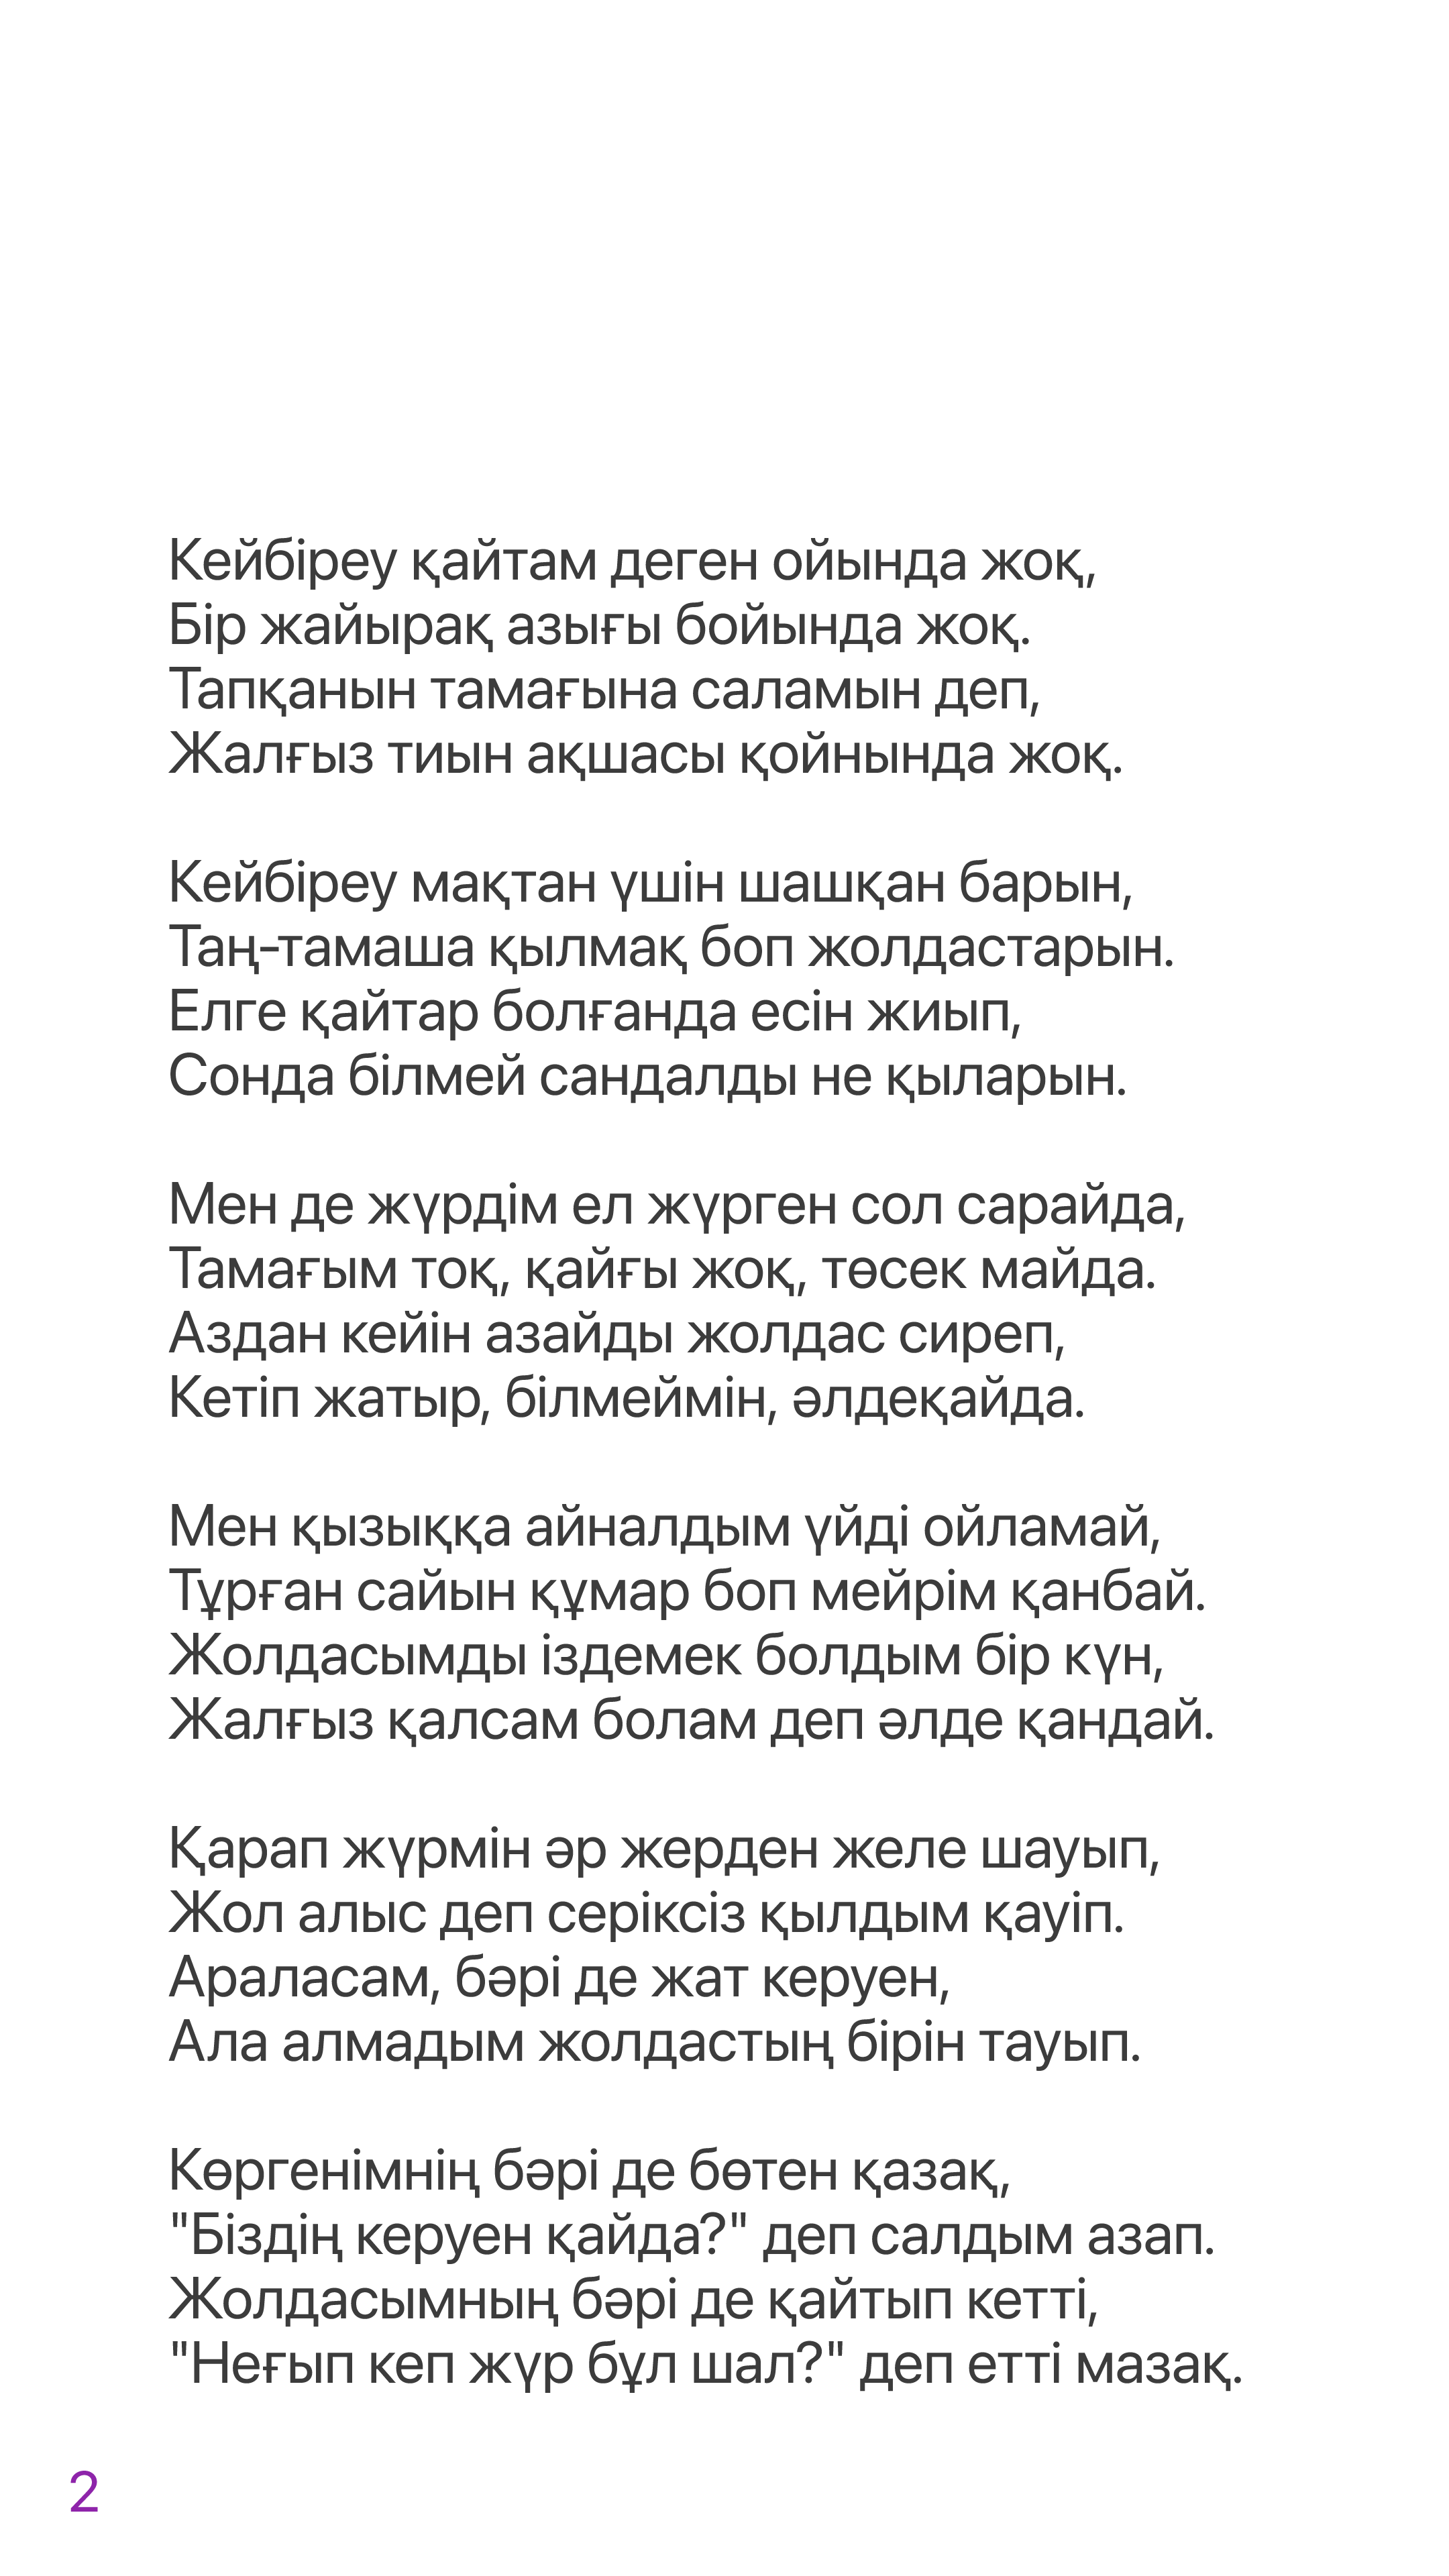 Кейбіреу қайтам деген ойында жоқ,
Бір жайырақ азығы бойында жоқ.
Тапқанын тамағына саламын деп,
Жалғыз тиын ақшасы қойнында жоқ.

Кейбіреу мақтан үшін шашқан барын,
Таң-тамаша қылмақ боп жолдастарын.
Елге қайтар болғанда есін жиып,
Сонда білмей сандалды не қыларын.

Мен де жүрдім ел жүрген сол сарайда,
Тамағым тоқ, қайғы жоқ, төсек майда.
Аздан кейін азайды жолдас сиреп,
Кетіп жатыр, білмеймін, әлдеқайда.

Мен қызыққа айналдым үйді ойламай,
Тұрған сайын құмар боп мейрім қанбай.
Жолдасымды іздемек болдым бір күн,
Жалғыз қалсам болам деп әлде қандай.

Қарап жүрмін әр жерден желе шауып,
Жол алыс деп серіксіз қылдым қауіп.
Араласам, бәрі де жат керуен,
Ала алмадым жолдастың бірін тауып.

Көргенімнің бәрі де бөтен қазақ,
"Біздің керуен қайда?" деп салдым азап.
Жолдасымның бәрі де қайтып кетті,
"Неғып кеп жүр бұл шал?" деп етті мазақ.

2